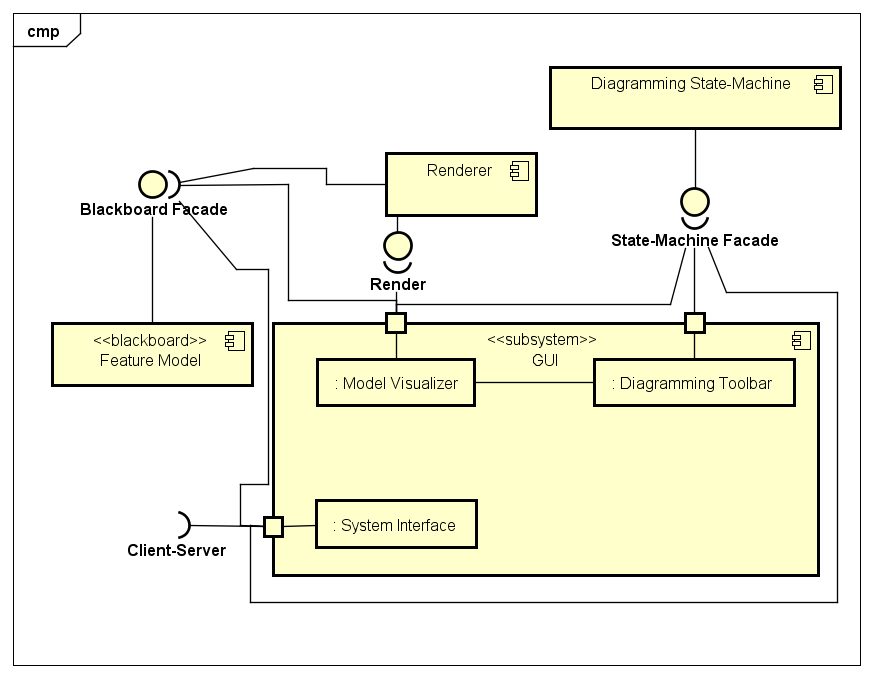 cmp
Diagramming State-Machine
Renderer
Blackboard Facade
State-Machine Facade
Render
<<blackboard>>
Feature Model
<<subsystem>>
GUI
: Model Visualizer
: Diagramming Toolbar
: System Interface
Client-Server